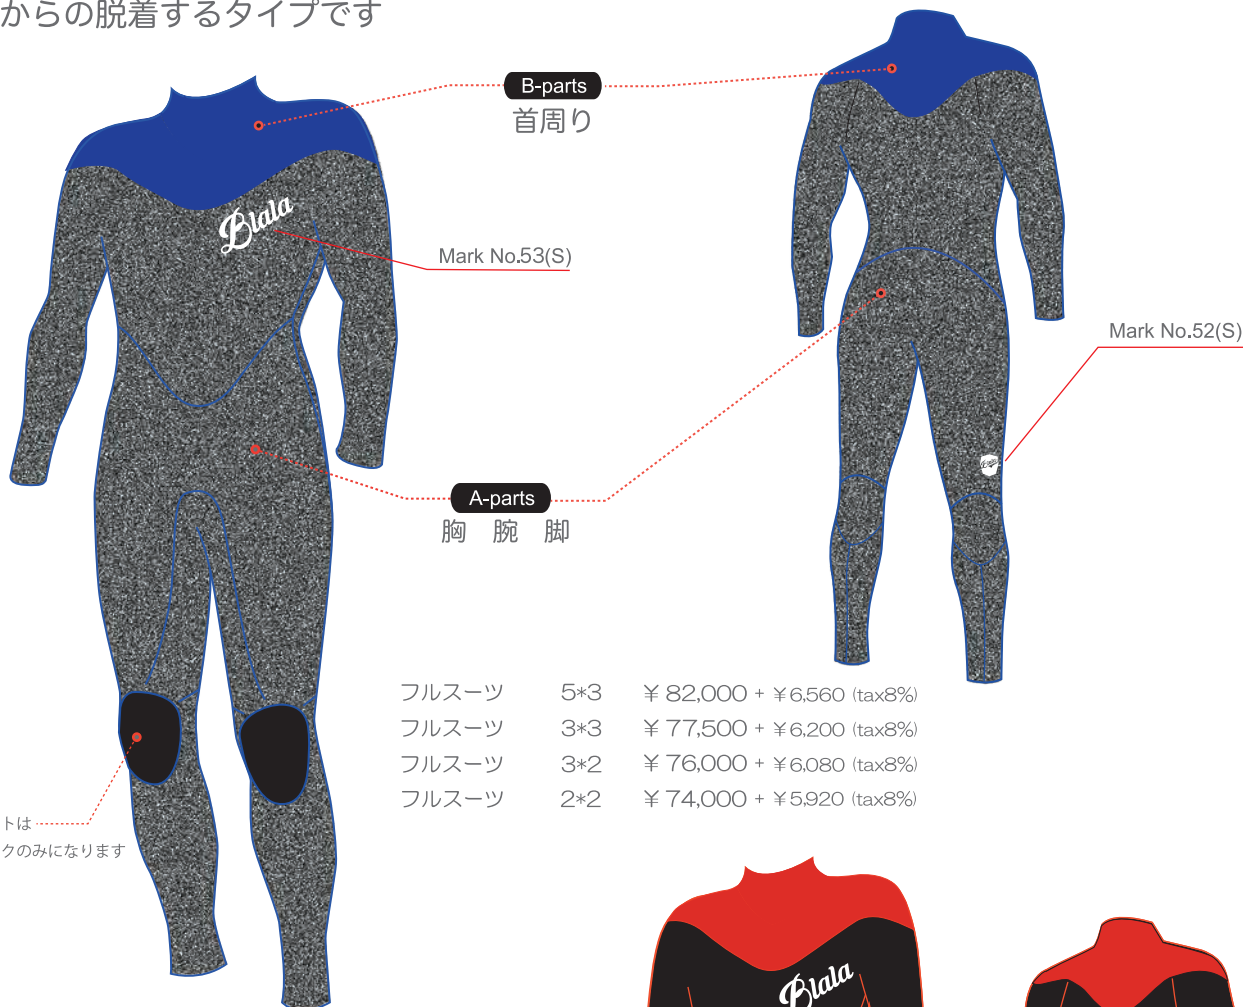 からの脱着するタイプです
B-parts
首周り
Blala
Mark No.53(S)
Mark No.52(S)
A-parts
胸 腕 脚
フルスーツ 5*3 ¥ 82,000 + ¥6,560 (tax8%)
フルスーツ 3*3 ¥ 77,500 + ¥6,200 (tax8%)
フルスーツ 3*2 ¥ 76,000 + ¥6,080 (tax8%)
フルスーツ 2*2 ¥ 74,000 + ¥5,920 (tax8%)
トは
クのみになります
Blala